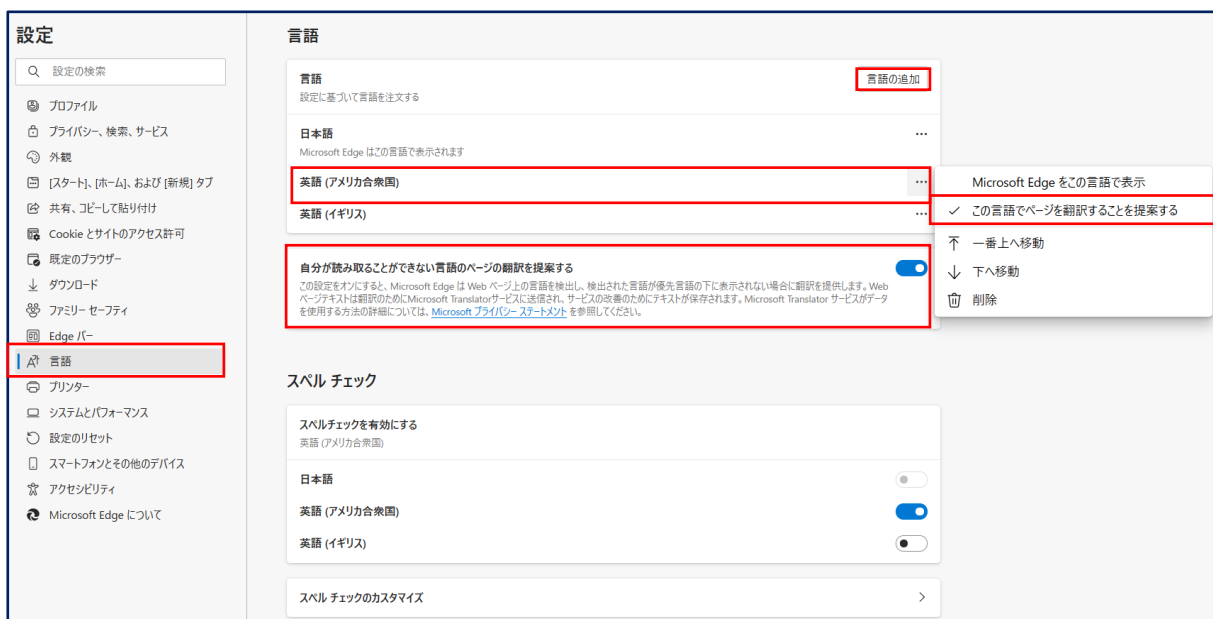 設定
設定の検索
プロファイル
プライバシー、検索、サービス
外観
[スタート]、[ホーム]、および [新規] タブ
共有、コピーして貼り付け
Cookie とサイトのアクセス許可
既定のブラウザー
ダウンロード
ファミリー セーフティ
Edge バー
言語
プリンター
システムとパフォーマンス
設定のリセット
スマートフォンとその他のデバイス
アクセシビリティ
Microsoft Edge について
言語
言語
言語の追加
設定に基づいて言語を注文する
日本語
Microsoft Edge はこの言語で表示されます
英語 (アメリカ合衆国)
英語 (イギリス)
Microsoft Edge をこの言語で表示
この言語でページを翻訳することを提案する
一番上へ移動
下へ移動
削除
自分が読み取ることができない言語のページの翻訳を提案する
この設定をオンにすると、Microsoft Edge は Web ページ上の言語を検出し、検出された言語が優先言語の下に表示されない場合に翻訳を提供します。Web
ページテキストは翻訳のためにMicrosoft Translatorサービスに送信され、サービスの改善のためにテキストが保存されます。Microsoft Translator サービスがデータ
を使用する方法の詳細については、Microsoft プライバシー ステートメント を参照してください。
スペル チェック
スペルチェックを有効にする
英語 (アメリカ合衆国)
日本語
英語 (アメリカ合衆国)
英語 (イギリス)
スペル チェックのカスタマイズ